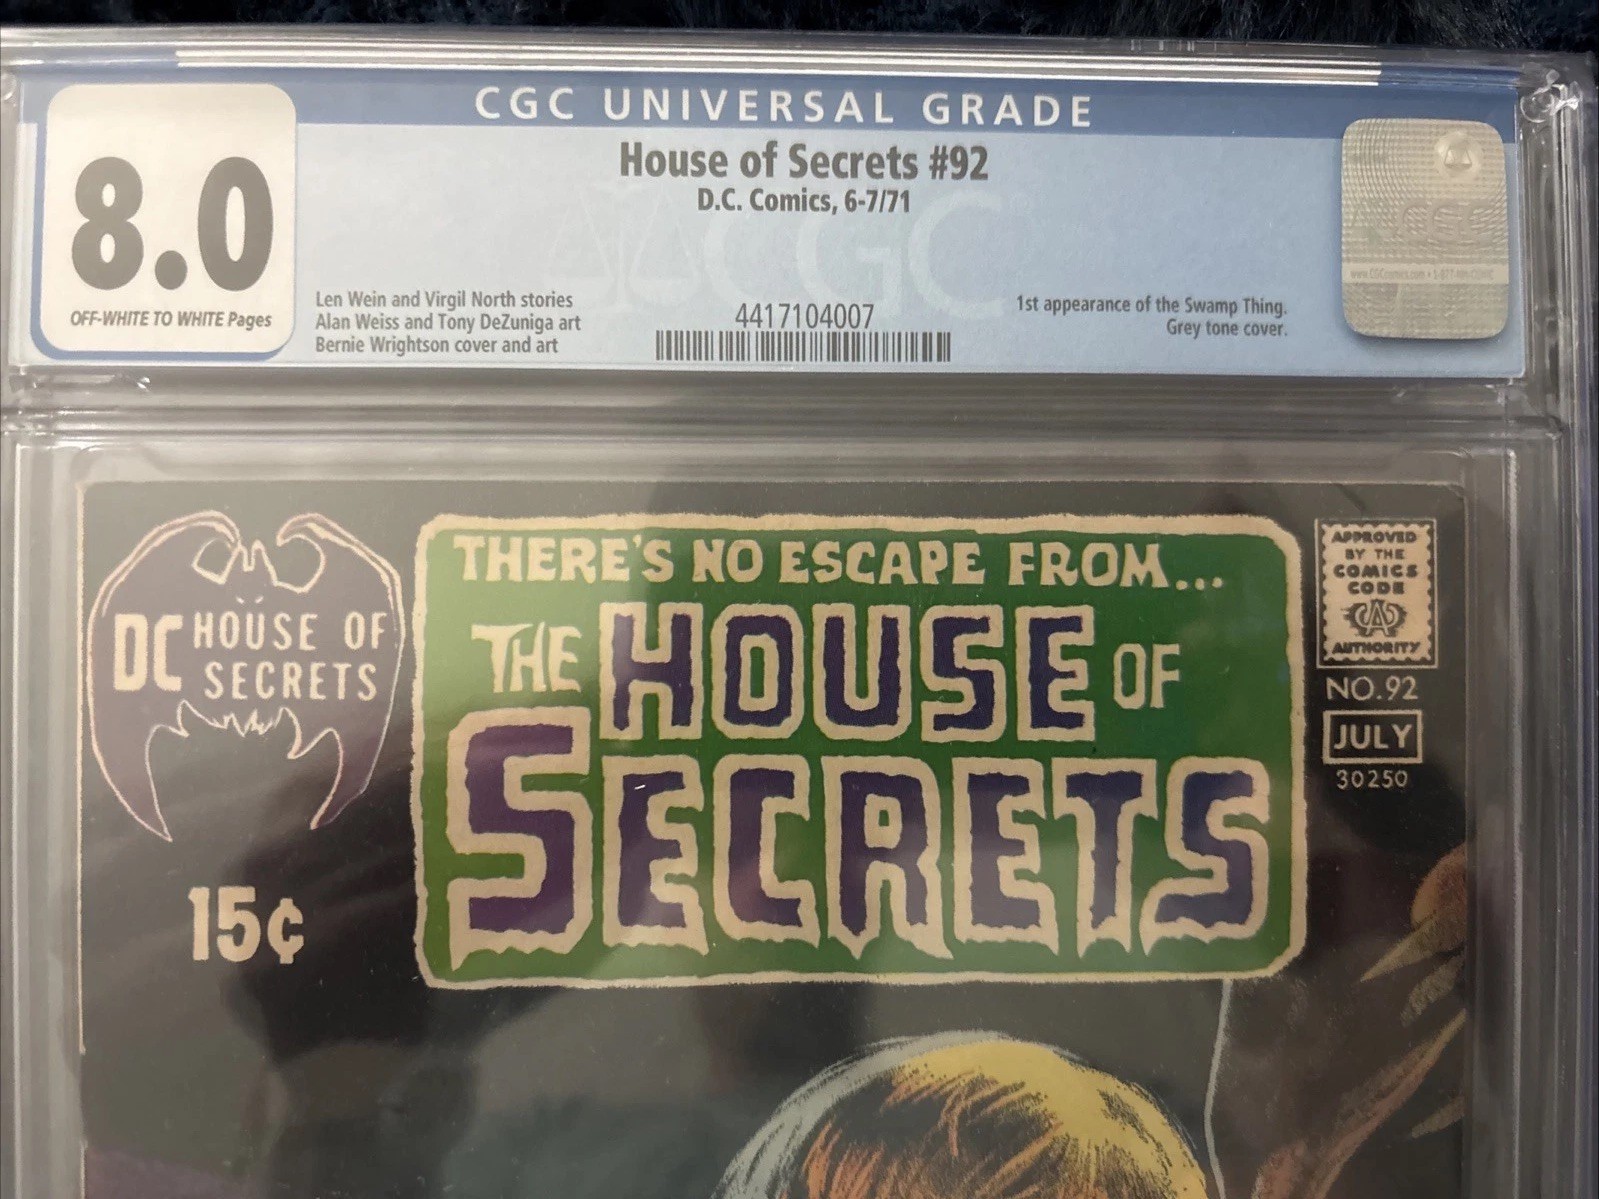 CGC UNIVERSAL GRADE
8.0
OFF-WHITE TO WHITE Pages
House of Secrets #92
D.C. Comics, 6-7/71
CGC
Len Wein and Virgil North stories
Alan Weiss and Tony DeZuniga art
Bernie Wrightson cover and art
4417104007
1st appearance of the Swamp Thing.
Grey tone cover.
CGC
DC HOUSE OF
SECRETS
15¢
THERE'S NO ESCAPE FROM...
THE HOUSE OF
SECRETS
APPROVED
BY THE
COMICS
CODE
CA
AUTHORITY
NO.92
JULY
30250